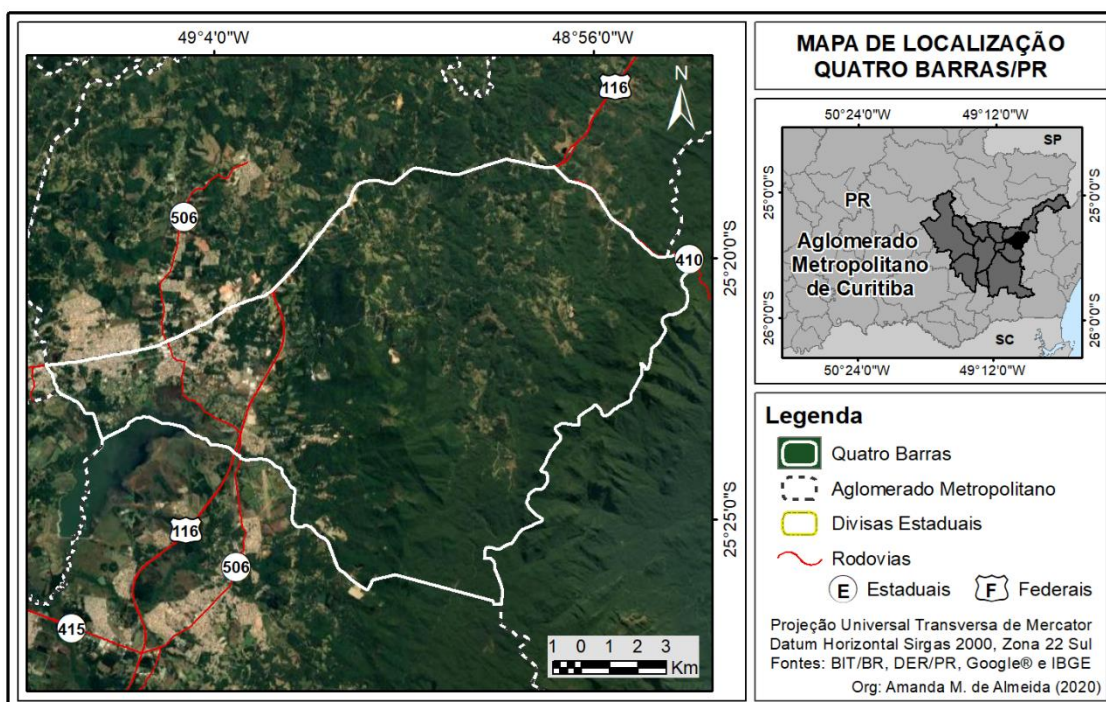 49°4'0"W
48°56'0"W
116
N
506
410
25°20'0"S
25°25'0"S
116
506
415
1 0 1 2 3
Km
MAPA DE LOCALIZAÇÃO
QUATRO BARRAS/PR
50°24'0"W
49°12'0"W
SP
25°0'0"S
25°0'0"S
PR
Aglomerado
Metropolitano
de Curitiba
26°0'0"S
26°0'0"S
SC
50°24'0"W
49°12'0"W
Legenda
Quatro Barras
Aglomerado Metropolitano
Divisas Estaduais
Rodovias
E Estaduais F Federais
Projeção Universal Transversa de Mercator
Datum Horizontal Sirgas 2000, Zona 22 Sul
Fontes: BIT/BR, DER/PR, Google® e IBGE
Org: Amanda M. de Almeida (2020)